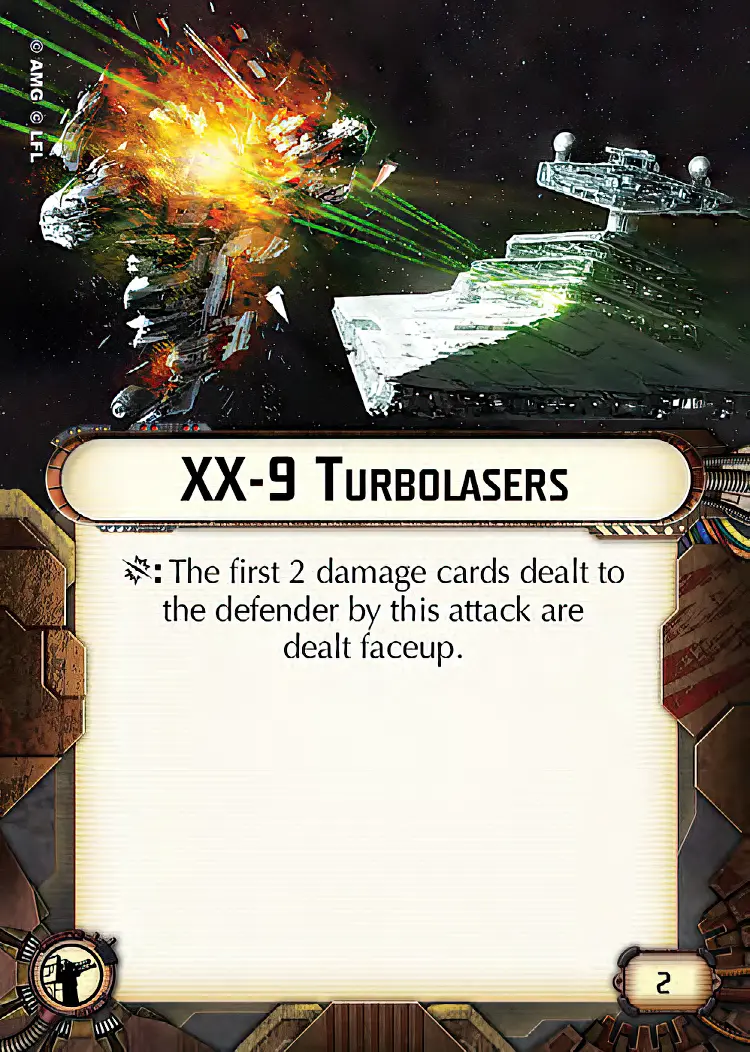 © AMG © LFL
XX-9 Turbolasers
: The first 2 damage cards dealt to
the defender by this attack are
dealt faceup.
2